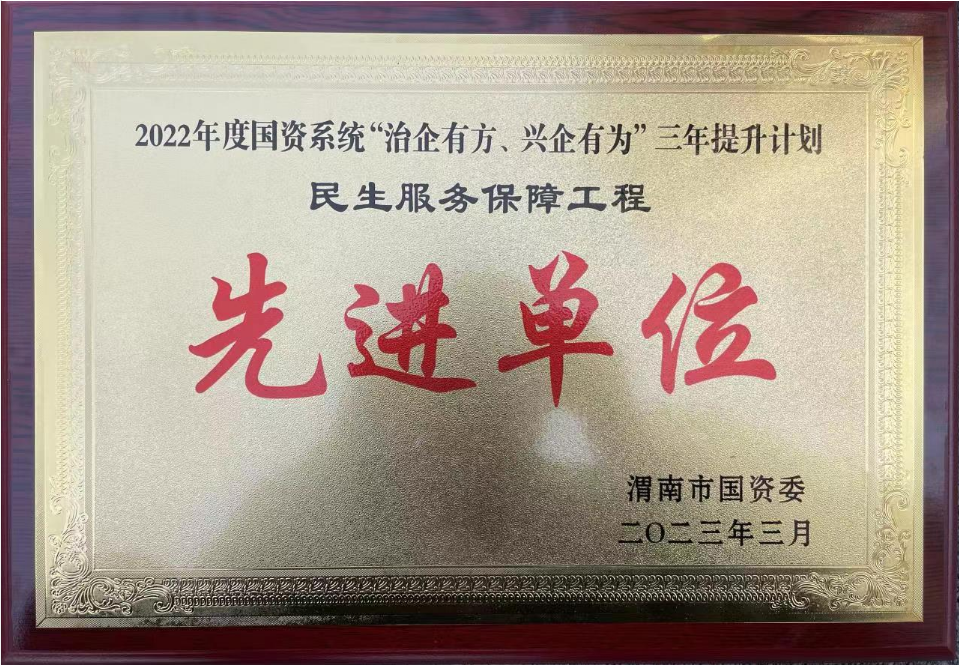 2022年度国资系统“治企有方、兴企有为”三年提升计划
民生服务保障工程
先进单位
渭南市国资委
二〇二三年三月